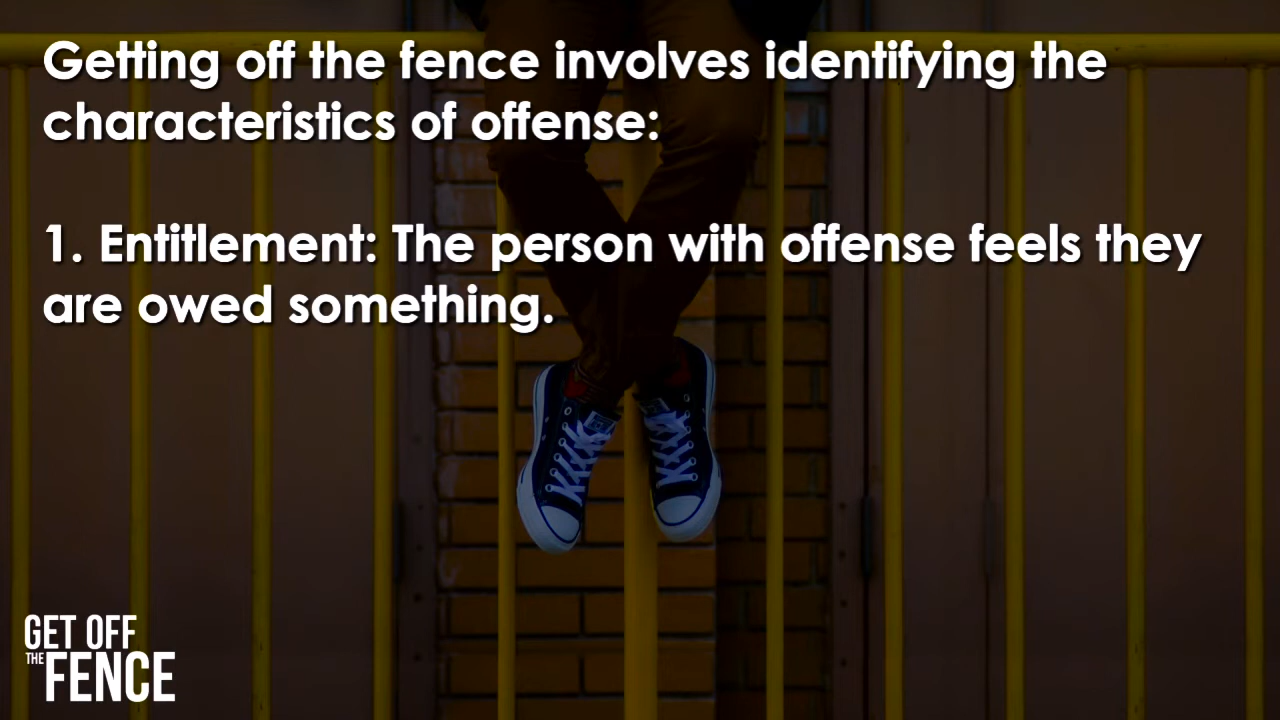 Getting off the fence involves identifying the
characteristics of offense:
1. Entitlement: The person with offense feels they
are owed something.
GET OFF
THE FENCE